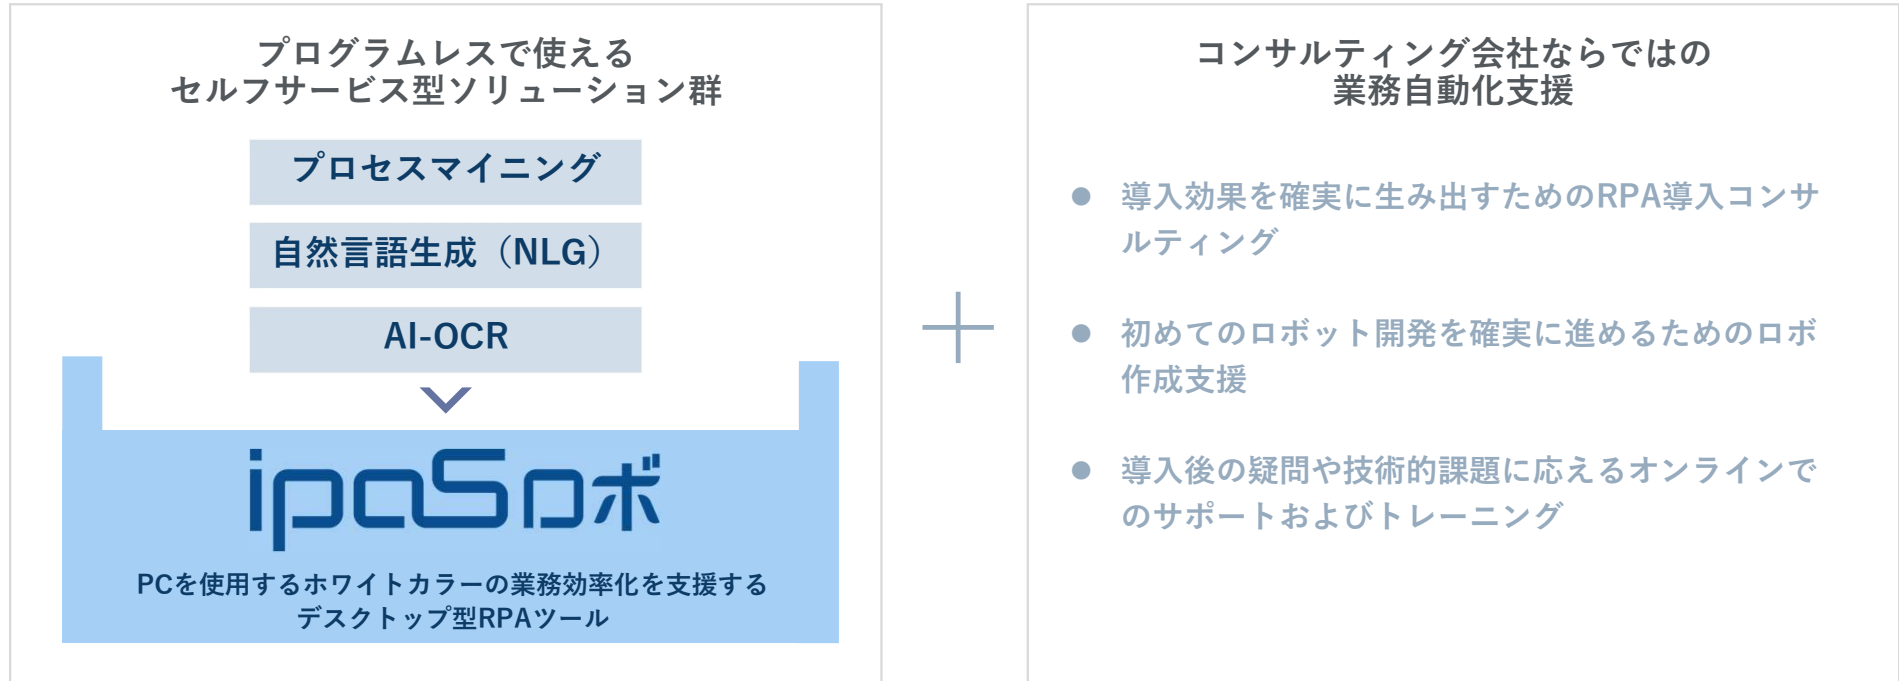 プログラムレスで使える
セルフサービス型ソリューション群
プロセスマイニング
自然言語生成（NLG）
AI-OCR
ipaSロボ
PCを使用するホワイトカラーの業務効率化を支援する
デスクトップ型RPAツール
コンサルティング会社ならではの
業務自動化支援
● 導入効果を確実に生み出すためのRPA導入コンサ
ルティング
● 初めてのロボット開発を確実に進めるためのロボ
作成支援
● 導入後の疑問や技術的課題に応えるオンラインで
のサポートおよびトレーニング